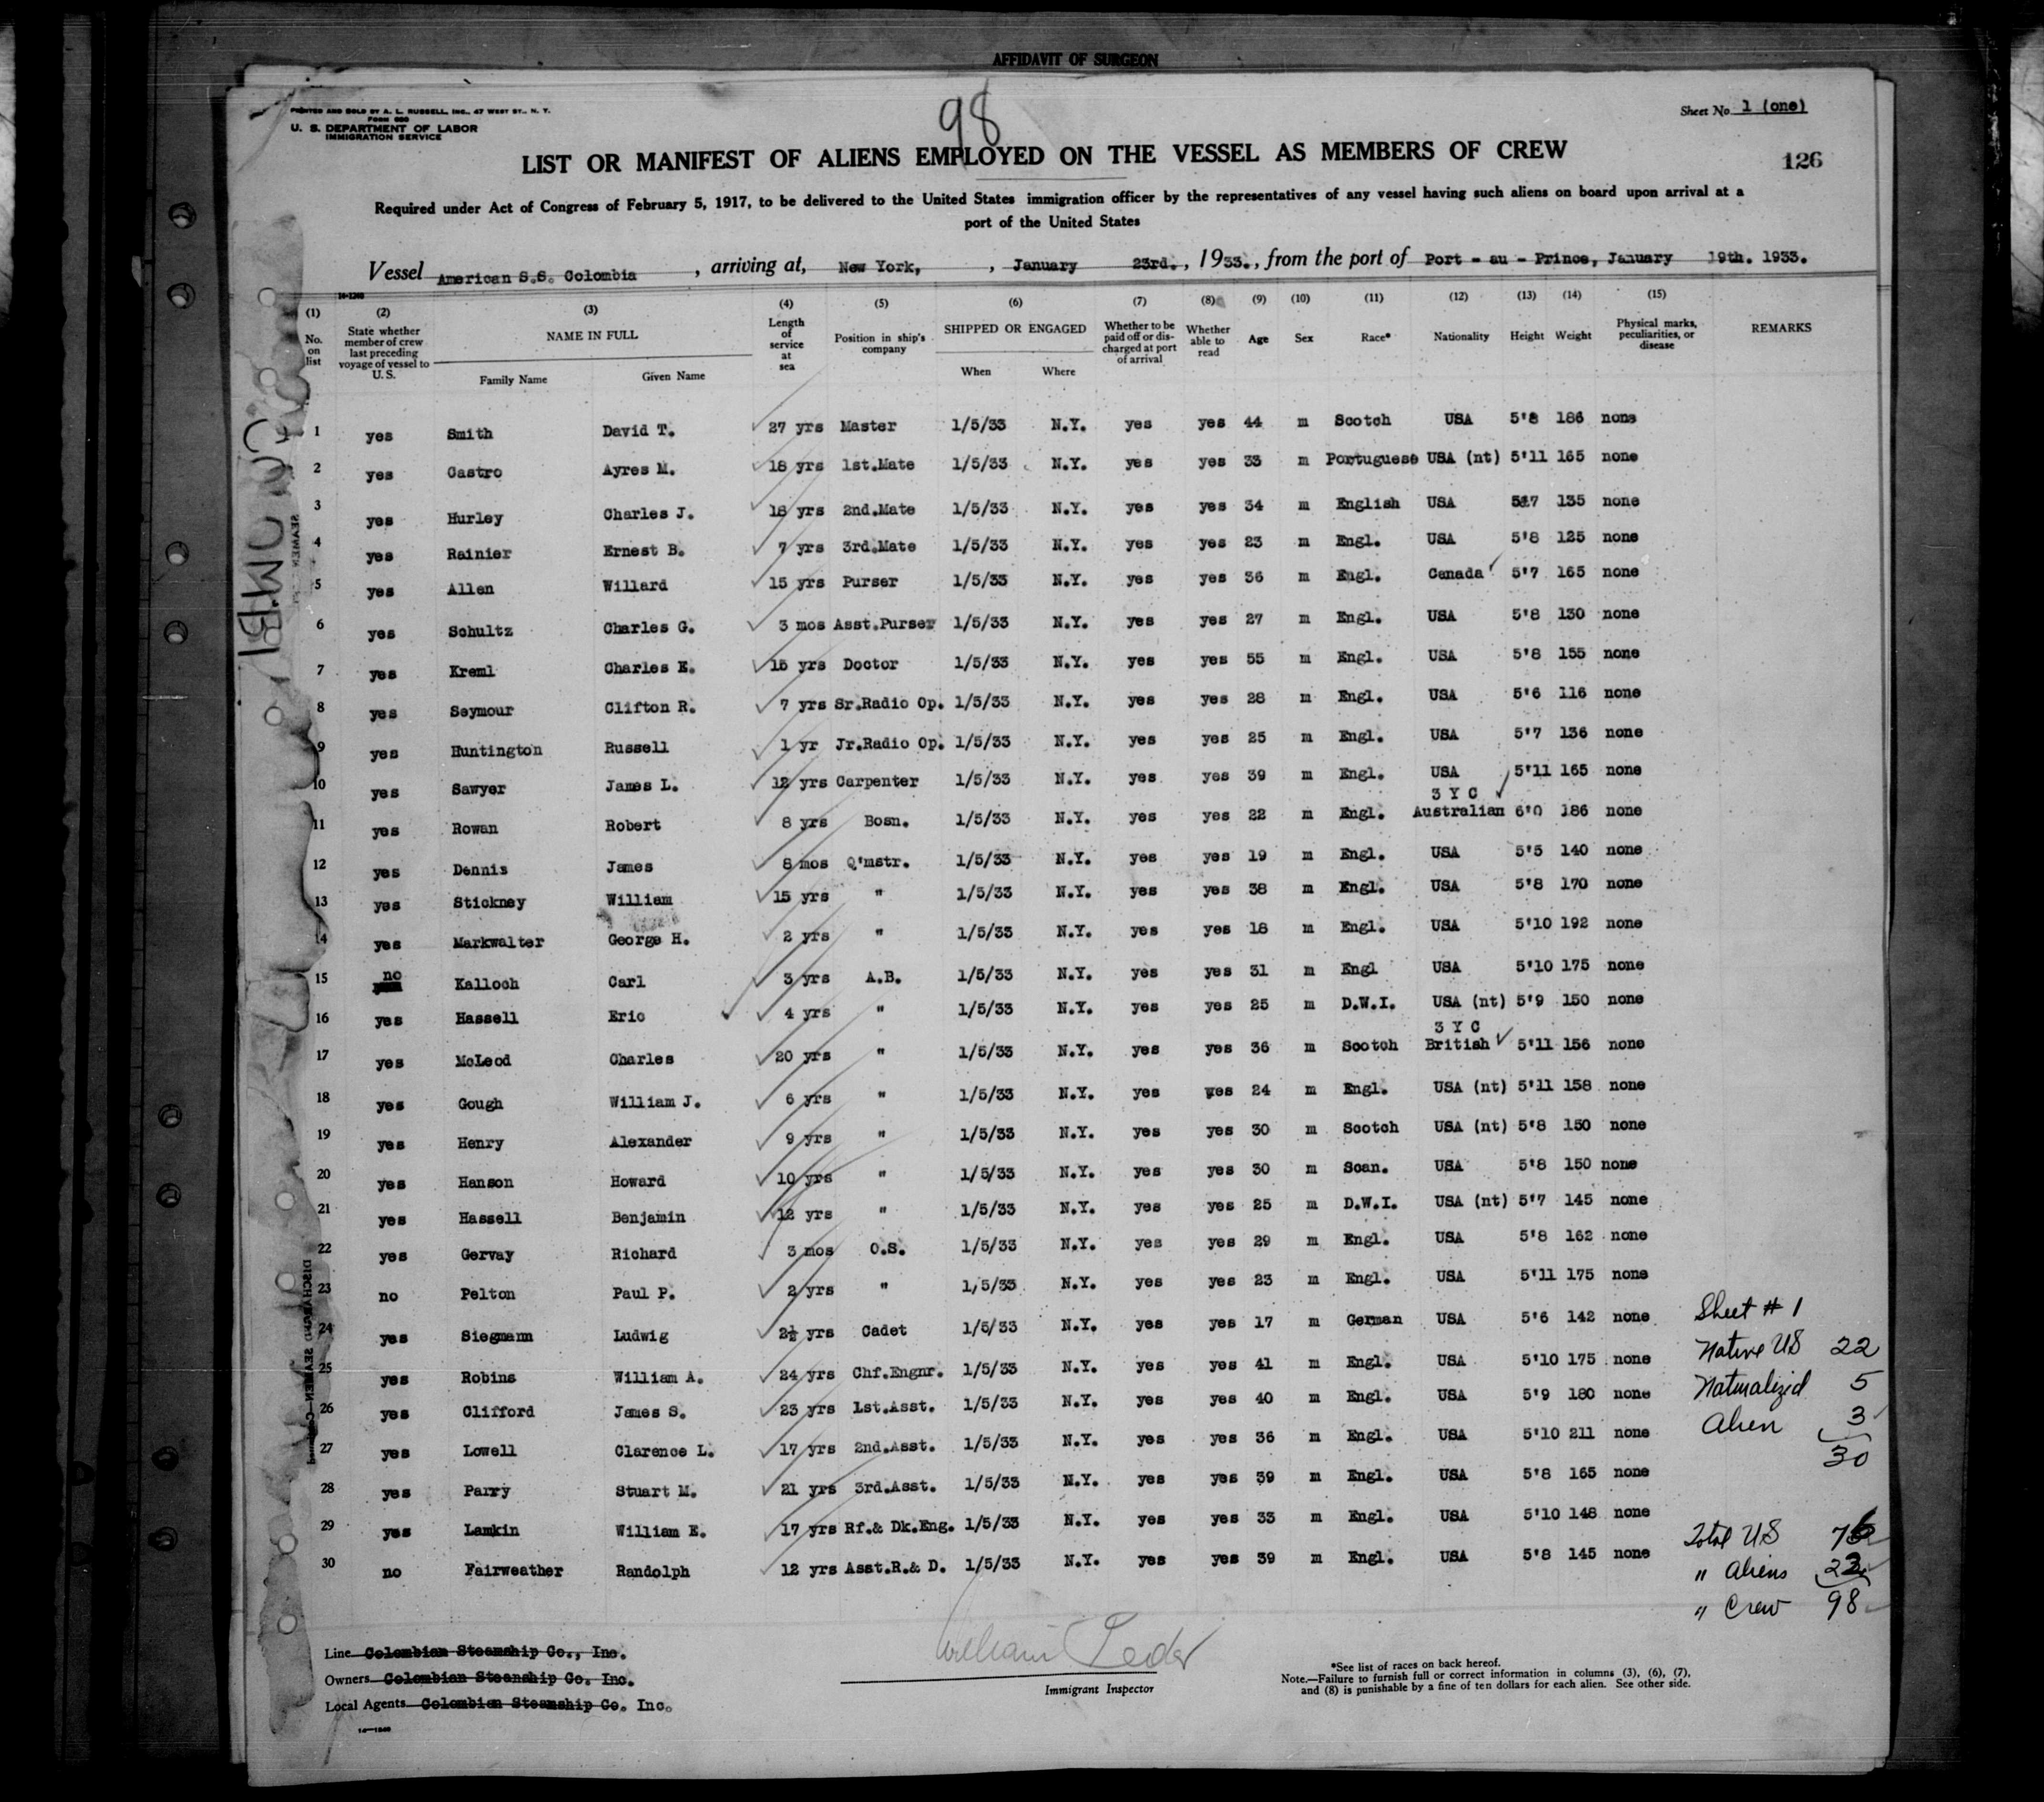 AFFIDAVIT OF SURGEON
PRINTED AND SOLD BY A. L. RUSSELL, INC., 47 WEST ST., N. Y.
FORM 680
U. S. DEPARTMENT OF LABOR
IMMIGRATION SERVICE
98
Sheet No 1 (one)
LIST OR MANIFEST OF ALIENS EMPLOYED ON THE VESSEL AS MEMBERS OF CREW
126
Required under Act of Congress of February 5, 1917, to be delivered to the United States immigration officer by the representatives of any vessel having such aliens on board upon arrival at a
port of the United States
Vessel American S.S. Colombia , arriving at, New York, , January 23rd. , 1933. , from the port of Port - au - Prince, January 19th. 1933.
14-1240
(1) (2) (3) (4) (5) (6) (7) (8) (9) (10) (11) (12) (13) (14) (15)
No. on list State whether member of crew last preceding voyage of vessel to U. S. NAME IN FULL Family Name Given Name Length of service at sea Position in ship's company SHIPPED OR ENGAGED When Where Whether to be paid off or discharged at port of arrival Whether able to read Age Sex Race* Nationality Height Weight Physical marks, peculiarities, or disease REMARKS
1 yes Smith David T. 27 yrs Master 1/5/33 N.Y. yes yes 44 m Scotch USA 5'8 186 none
2 yes Castro Ayres M. 18 yrs 1st.Mate 1/5/33 N.Y. yes yes 33 m Portuguese USA (nt) 5'11 165 none
3 yes Hurley Charles J. 18 yrs 2nd.Mate 1/5/33 N.Y. yes yes 34 m English USA 5'7 135 none
4 yes Rainier Ernest B. 7 yrs 3rd.Mate 1/5/33 N.Y. yes yes 23 m Engl. USA 5'8 125 none
5 yes Allen Willard 15 yrs Purser 1/5/33 N.Y. yes yes 36 m Engl. Canada 5'7 165 none
6 yes Schultz Charles G. 3 mos Asst.Purser 1/5/33 N.Y. yes yes 27 m Engl. USA 5'8 130 none
7 yes Kreml Charles E. 15 yrs Doctor 1/5/33 N.Y. yes yes 55 m Engl. USA 5'8 155 none
8 yes Seymour Clifton R. 7 yrs Sr.Radio Op. 1/5/33 N.Y. yes yes 28 m Engl. USA 5'6 116 none
9 yes Huntington Russell 1 yr Jr.Radio Op. 1/5/33 N.Y. yes yes 25 m Engl. USA 5'7 136 none
10 yes Sawyer James L. 12 yrs Carpenter 1/5/33 N.Y. yes yes 39 m Engl. USA 5'11 165 none
3 Y C
11 yes Rowan Robert 8 yrs Bosn. 1/5/33 N.Y. yes yes 22 m Engl. Australian 6'0 186 none
12 yes Dennis James 8 mos Q'mstr. 1/5/33 N.Y. yes yes 19 m Engl. USA 5'5 140 none
13 yes Stickney William 15 yrs " 1/5/33 N.Y. yes yes 38 m Engl. USA 5'8 170 none
14 yes Markwalter George H. 2 yrs " 1/5/33 N.Y. yes yes 18 m Engl. USA 5'10 192 none
15 no Kalloch Carl 3 yrs A.B. 1/5/33 N.Y. yes yes 31 m Engl USA 5'10 175 none
16 yes Hassell Eric 4 yrs " 1/5/33 N.Y. yes yes 25 m D.W.I. USA (nt) 5'9 150 none
3 Y C
17 yes McLeod Charles 20 yrs " 1/5/33 N.Y. yes yes 36 m Scotch British 5'11 156 none
18 yes Gough William J. 6 yrs " 1/5/33 N.Y. yes yes 24 m Engl. USA (nt) 5'11 158 none
19 yes Henry Alexander 9 yrs " 1/5/33 N.Y. yes yes 30 m Scotch USA (nt) 5'8 150 none
20 yes Hanson Howard 10 yrs " 1/5/33 N.Y. yes yes 30 m Scan. USA 5'8 150 none
21 yes Hassell Benjamin 12 yrs " 1/5/33 N.Y. yes yes 25 m D.W.I. USA (nt) 5'7 145 none
22 yes Gervay Richard 3 mos O.S. 1/5/33 N.Y. yes yes 29 m Engl. USA 5'8 162 none
23 no Pelton Paul P. 2 yrs " 1,5/33 N.Y. yes yes 23 m Engl. USA 5'11 175 none
24 yes Siegmann Ludwig 2½ yrs Cadet 1/5/33 N.Y. yes yes 17 m German USA 5'6 142 none
25 yes Robins William A. 24 yrs Chf.Engnr. 1/5/33 N.Y. yes yes 41 m Engl. USA 5'10 175 none
26 yes Clifford James S. 23 yrs 1st.Asst. 1/5/33 N.Y. yes yes 40 m Engl. USA 5'9 180 none
27 yes Lowell Clarence L. 17 yrs 2nd.Asst. 1/5/33 N.Y. yes yes 36 m Engl. USA 5'10 211 none
28 yes Parry Stuart M. 21 yrs 3rd.Asst. 1/5/33 N.Y. yes yes 39 m Engl. USA 5'8 165 none
29 yes Lamkin William E. 17 yrs Rf.& Dk.Eng. 1/5/33 N.Y. yes yes 33 m Engl. USA 5'10 148 none
30 no Fairweather Randolph 12 yrs Asst.R.& D. 1/5/33 N.Y. yes yes 39 m Engl. USA 5'8 145 none
Sheet # 1
Native US 22
Naturalized 5
Alien 3
30
Total US 76
" Aliens 22
" Crew 98
Line Colombian Steamship Co., Inc.
Owners Colombian Steamship Co. Inc.
Local Agents Colombian Steamship Co. Inc.
14-1240
William
Immigrant Inspector
*See list of races on back hereof.
Note.—Failure to furnish full or correct information in columns (3), (6), (7),
and (8) is punishable by a fine of ten dollars for each alien. See other side.